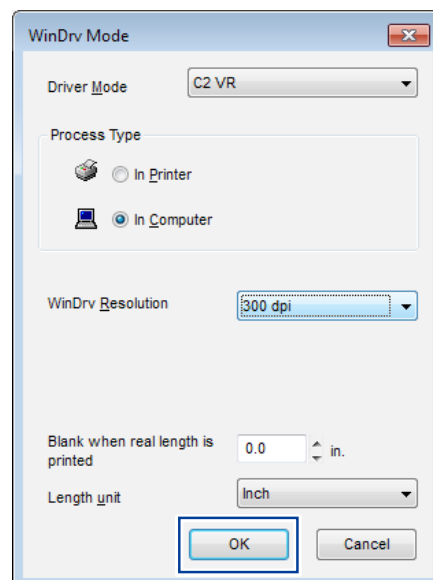 WinDrv Mode
Driver Mode
C2 VR
Process Type
In Printer
In Computer
WinDrv Resolution
300 dpi
Blank when real length is
printed
0.0
in.
Length unit
Inch
OK
Cancel